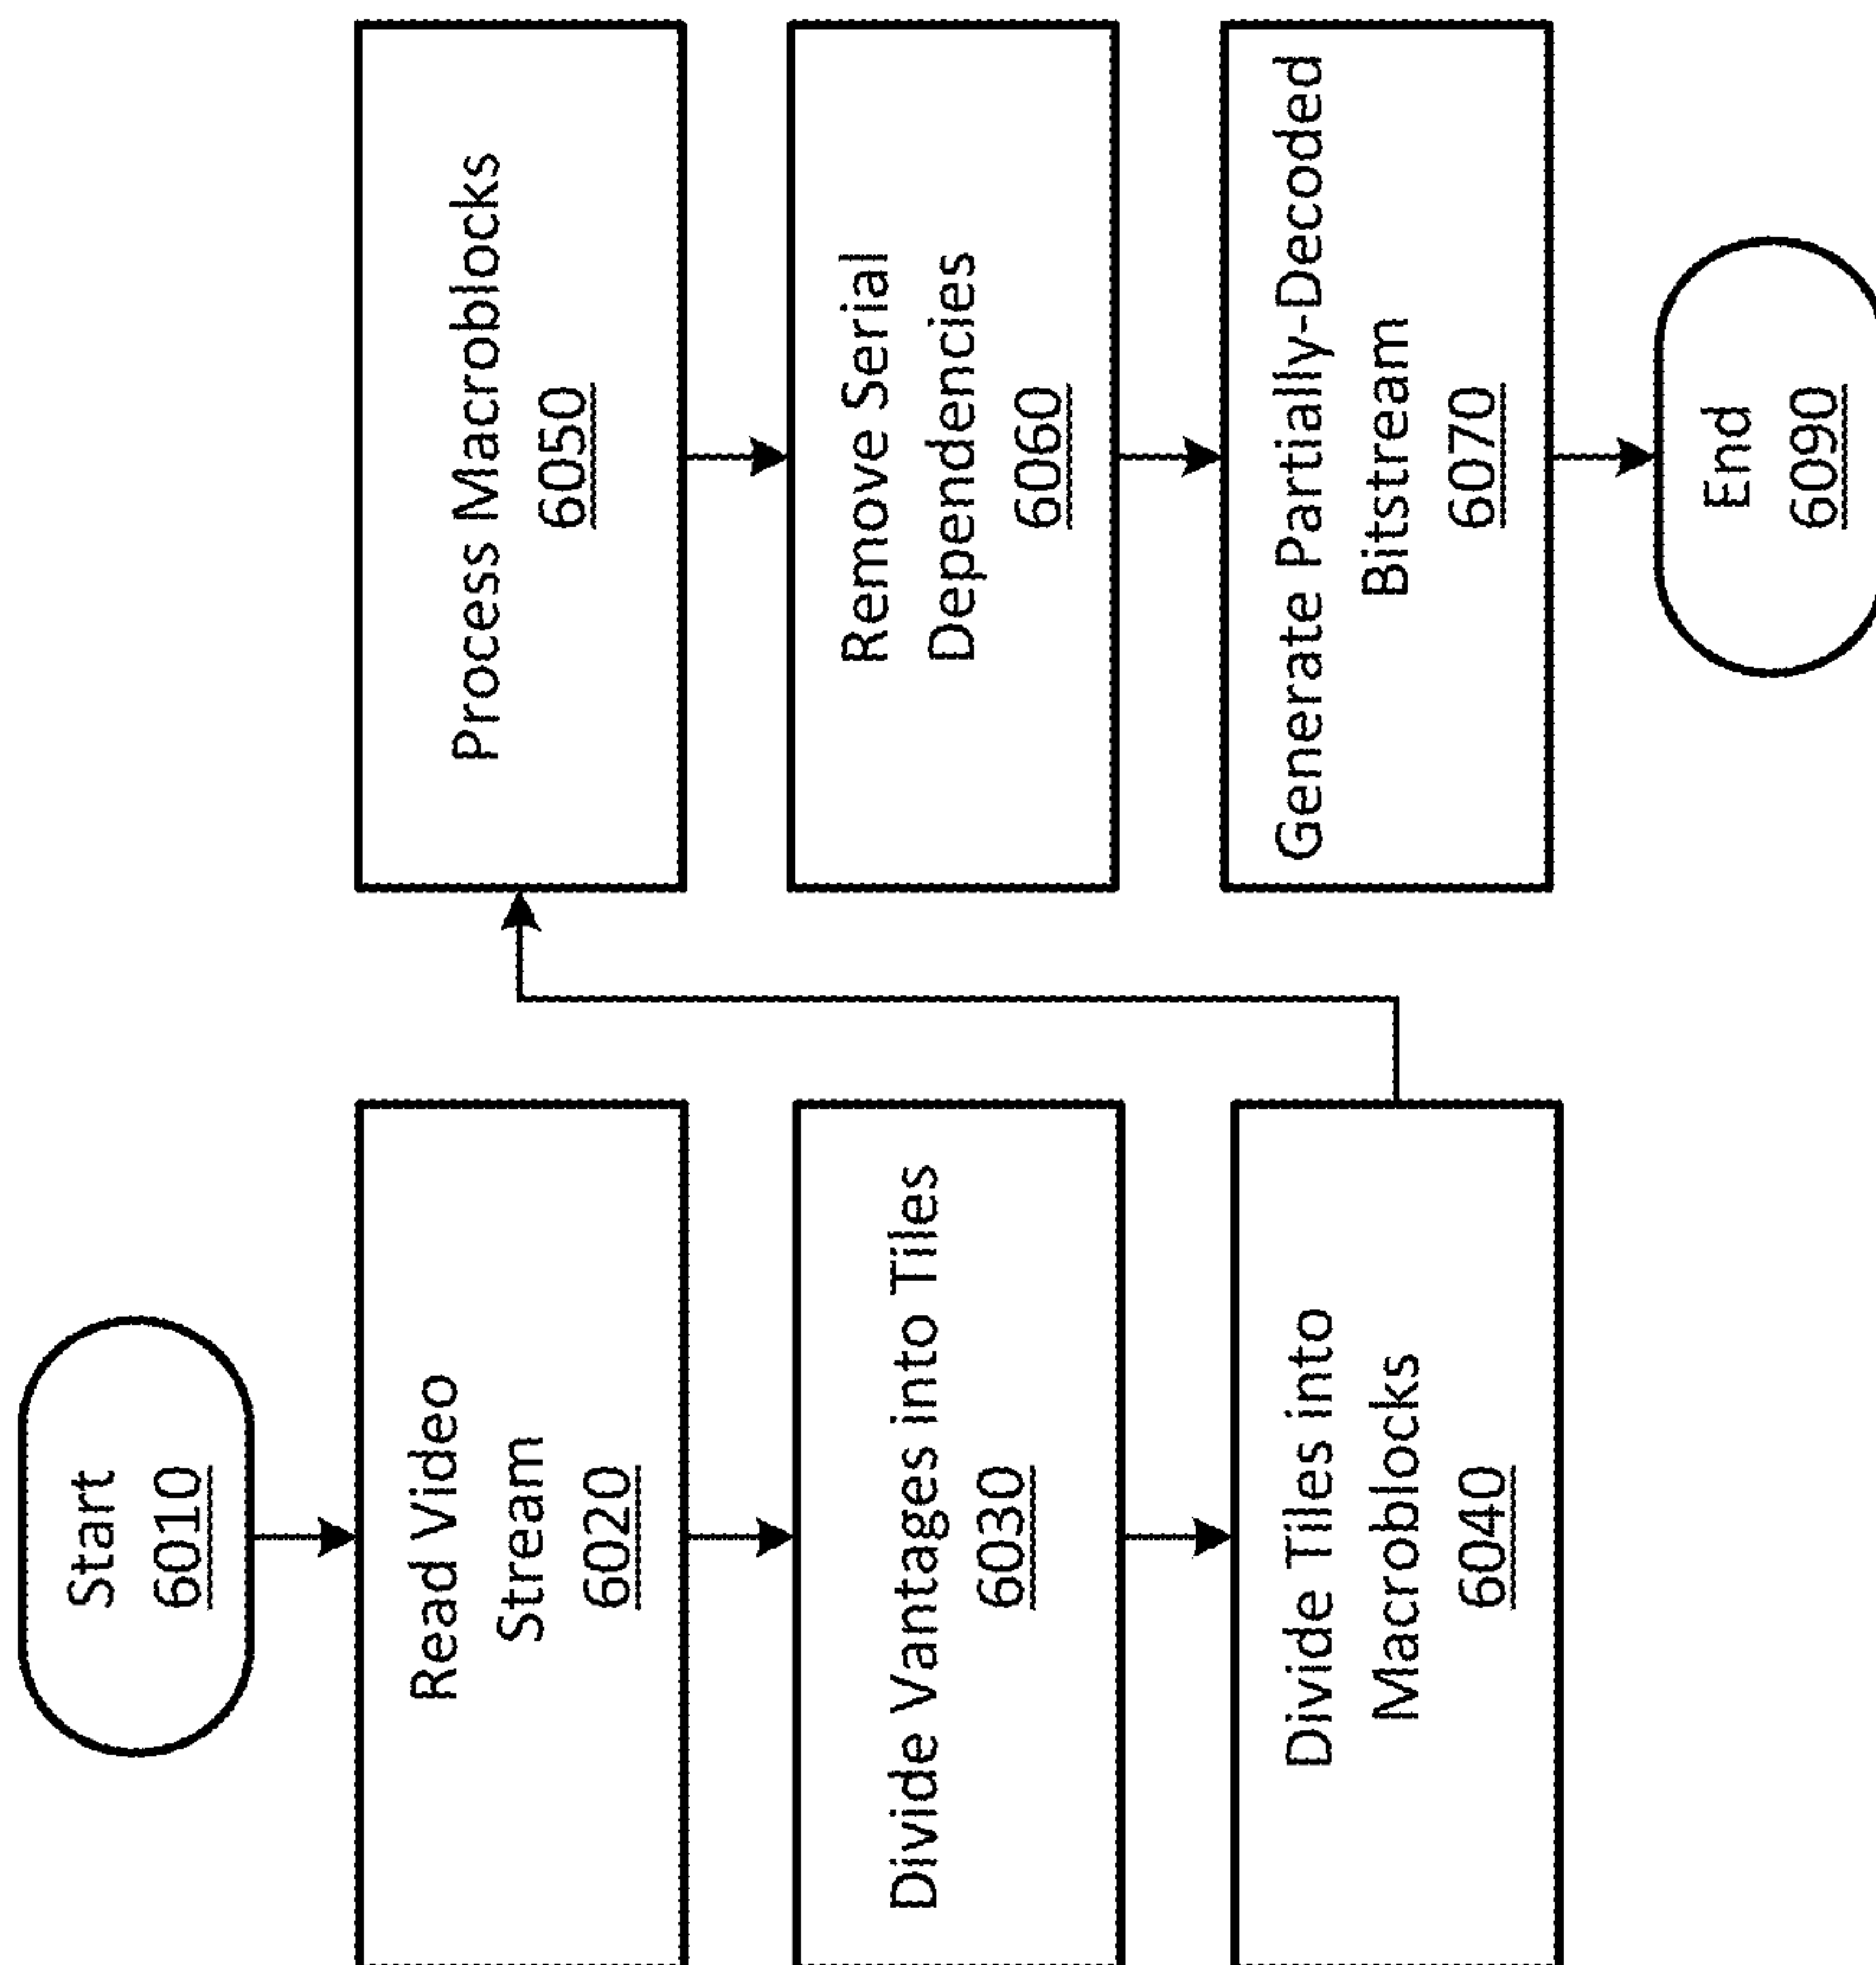 Start
6010
Read Video
Stream
6020
Divide Vantages into Tiles
6030
Divide Tiles into
Macroblocks
6040
Process Macroblocks
6050
Remove Serial
Dependencies
6060
Generate Partially-Decoded
Bitstream
6070
End
6090